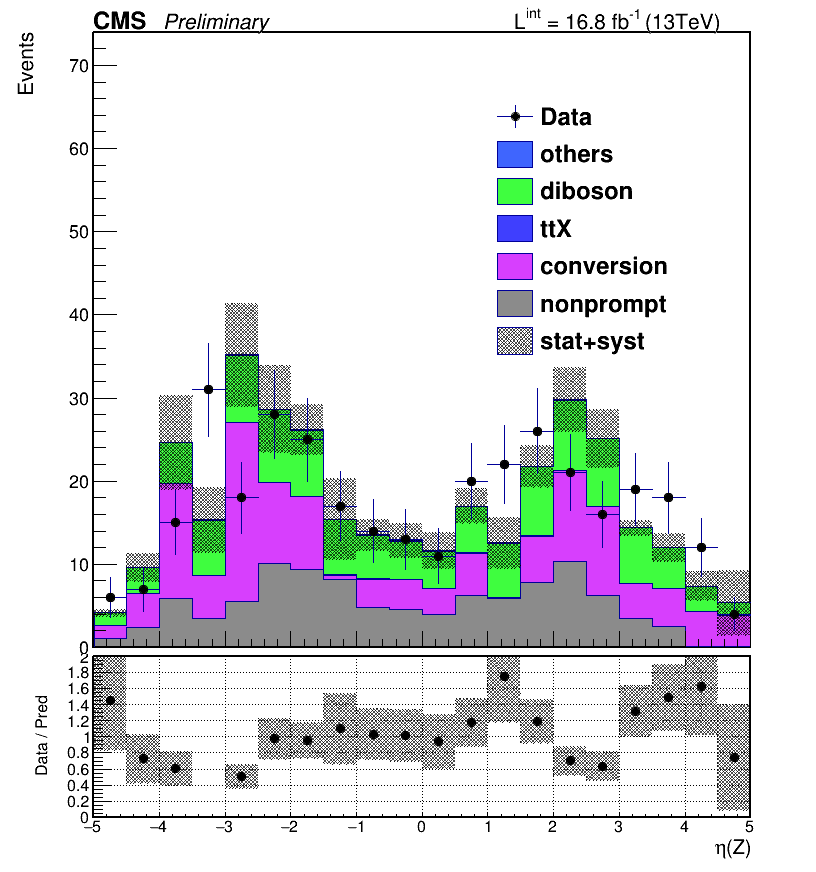 CMS Preliminary L^int = 16.8 fb^-1 (13TeV)
Events
70
60
50
40
30
20
10
0
Data
others
diboson
ttX
conversion
nonprompt
stat+syst
Data / Pred
2
1.8
1.6
1.4
1.2
1
0.8
0.6
0.4
0.2
0
−5 −4 −3 −2 −1 0 1 2 3 4 5
η(Z)